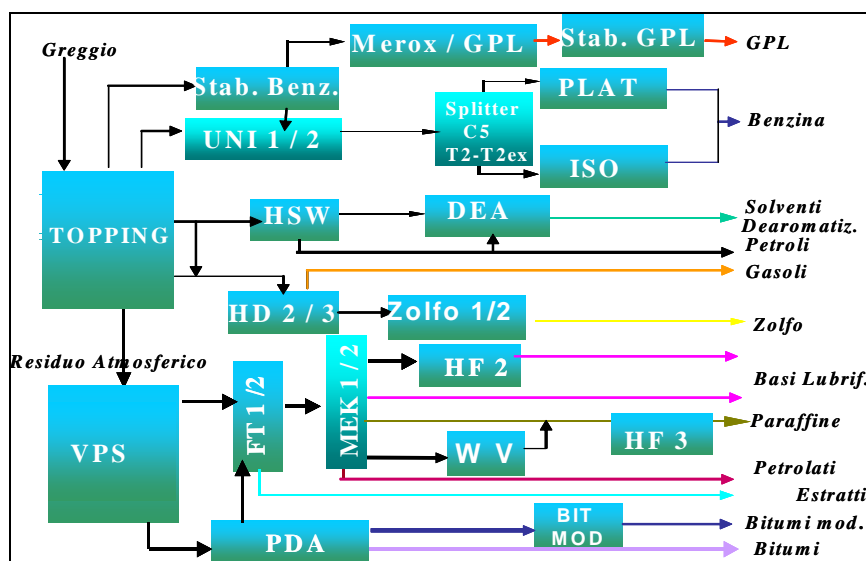 Greggio
Merox / GPL
Stab. GPL
GPL
Stab. Benz.
Splitter
C5
T2-T2ex
PLAT
Benzina
UNI 1 / 2
ISO
TOPPING
HSW
DEA
Solventi
Dearomatiz.
Petroli
Gasoli
HD 2 / 3
Zolfo 1/2
Zolfo
Residuo Atmosferico
FT 1 /2
MEK 1 / 2
HF 2
Basi Lubrif.
VPS
Paraffine
W V
HF 3
Petrolati
Estratti
PDA
BIT
MOD
Bitumi mod.
Bitumi